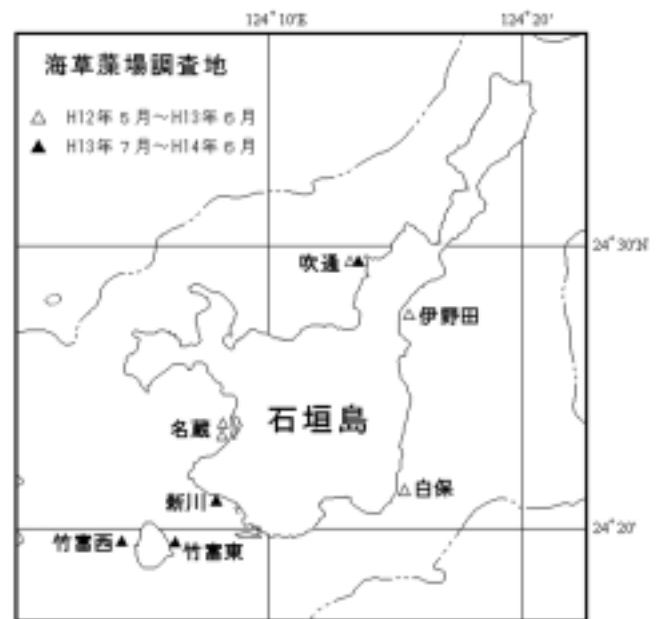 124°10'E
124°20'
海草藻場調査地
△ H12年5月～H13年6月
▲ H13年7月～H14年6月
24°30'N
吹通
伊野田
名蔵
石垣島
白保
新川
24°20'
竹富西
竹富東